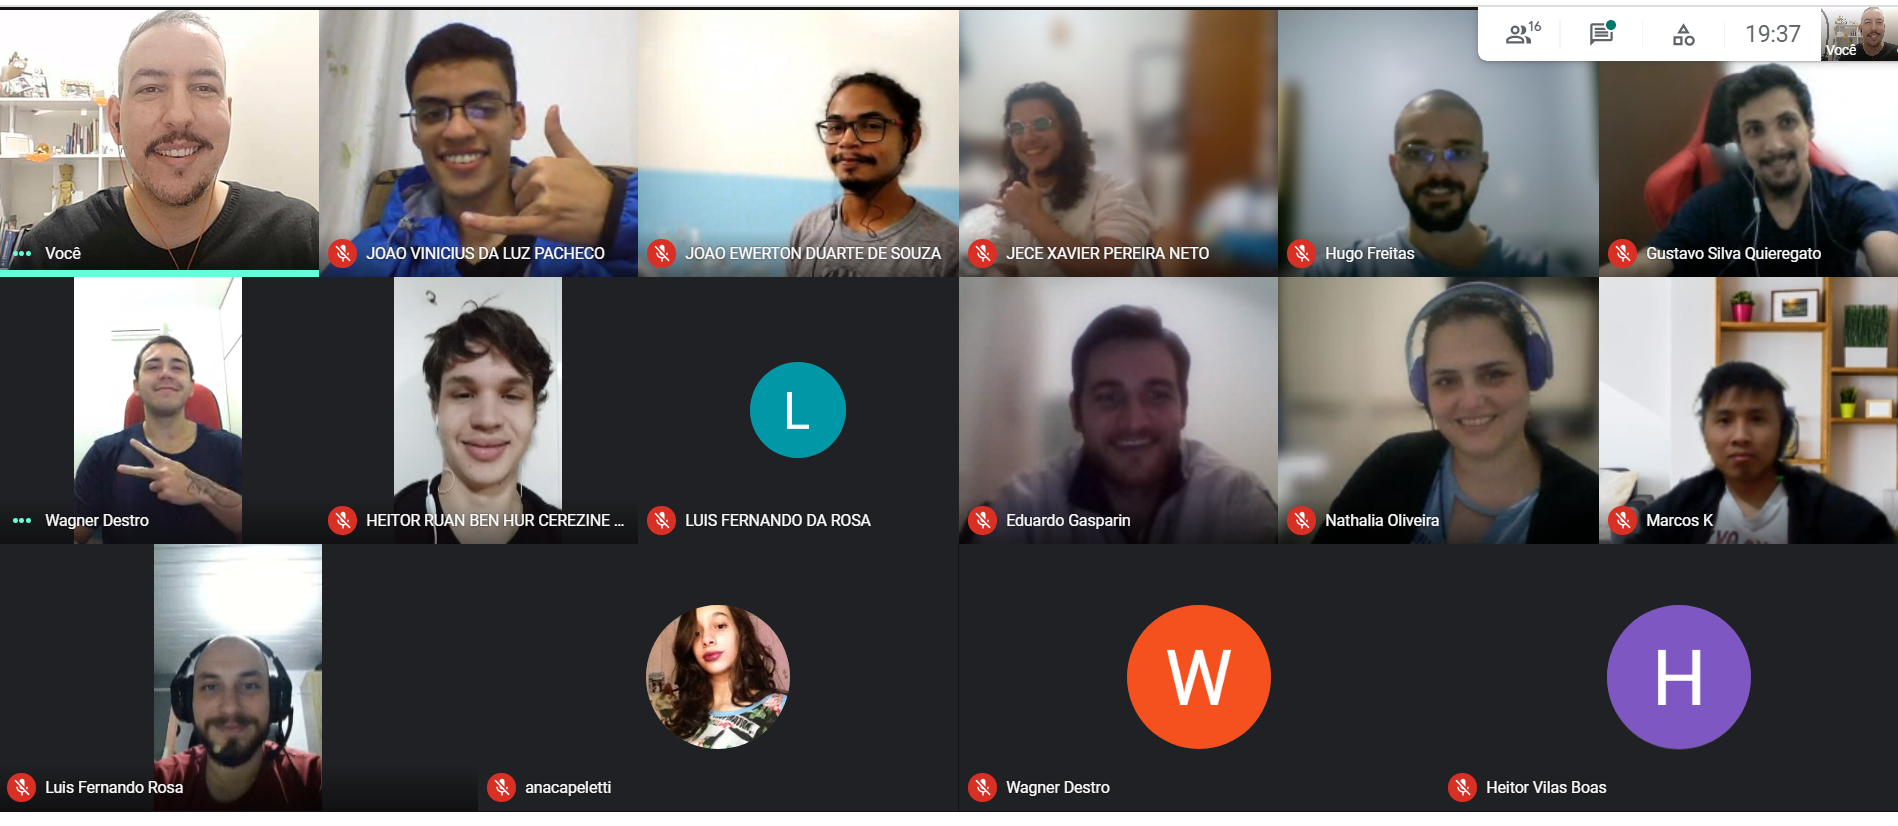 16
19:37
Você
Você
JOAO VINICIUS DA LUZ PACHECO
JOAO EWERTON DUARTE DE SOUZA
JECE XAVIER PEREIRA NETO
Hugo Freitas
Gustavo Silva Quieregato
Wagner Destro
HEITOR RUAN BEN HUR CEREZINE ...
L
LUIS FERNANDO DA ROSA
Eduardo Gasparin
Nathalia Oliveira
Marcos K
Luis Fernando Rosa
anacapeletti
W
Wagner Destro
H
Heitor Vilas Boas